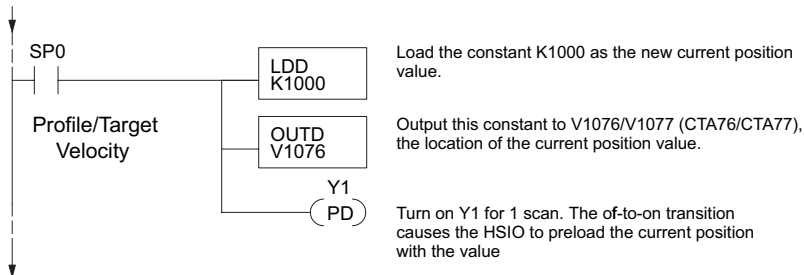 SP0
LDD
K1000
Load the constant K1000 as the new current position
value.
Profile/Target
Velocity
OUTD
V1076
Output this constant to V1076/V1077 (CTA76/CTA77),
the location of the current position value.
Y1
PD
Turn on Y1 for 1 scan. The of-to-on transition
causes the HSIO to preload the current position
with the value